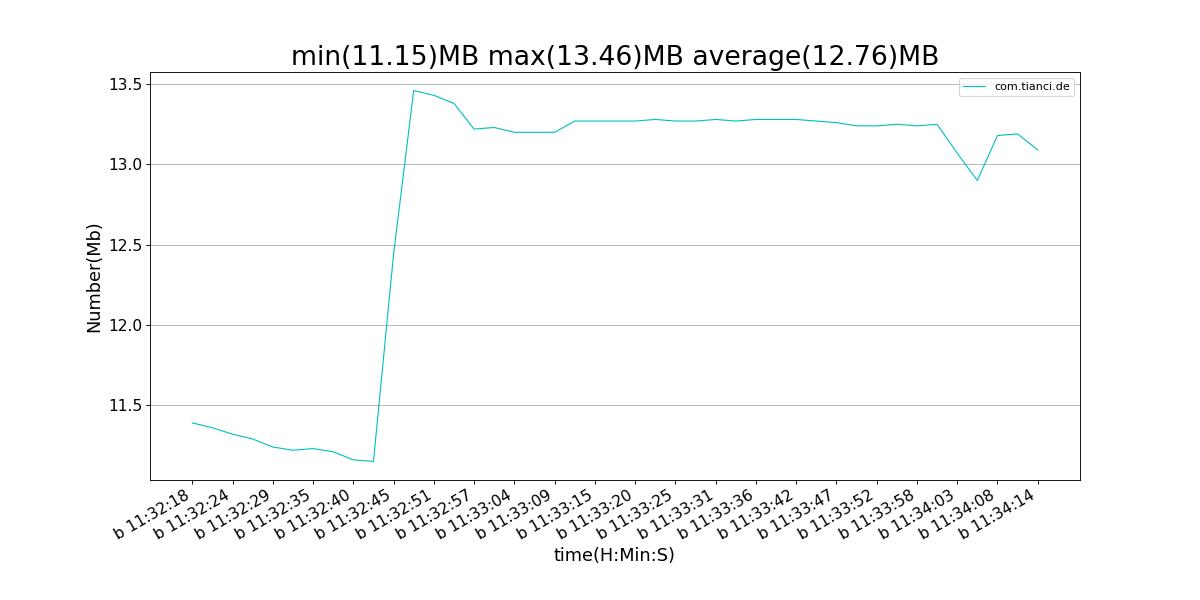 min(11.15)MB max(13.46)MB average(12.76)MB
com.tianci.de
13.5
13.0
12.5
12.0
11.5
Number(Mb)
b 11:32:18
b 11:32:24
b 11:32:29
b 11:32:35
b 11:32:40
b 11:32:45
b 11:32:51
b 11:32:57
b 11:33:04
b 11:33:09
b 11:33:15
b 11:33:20
b 11:33:25
b 11:33:31
b 11:33:36
b 11:33:42
b 11:33:47
b 11:33:52
b 11:33:58
b 11:34:03
b 11:34:08
b 11:34:14
time(H:Min:S)